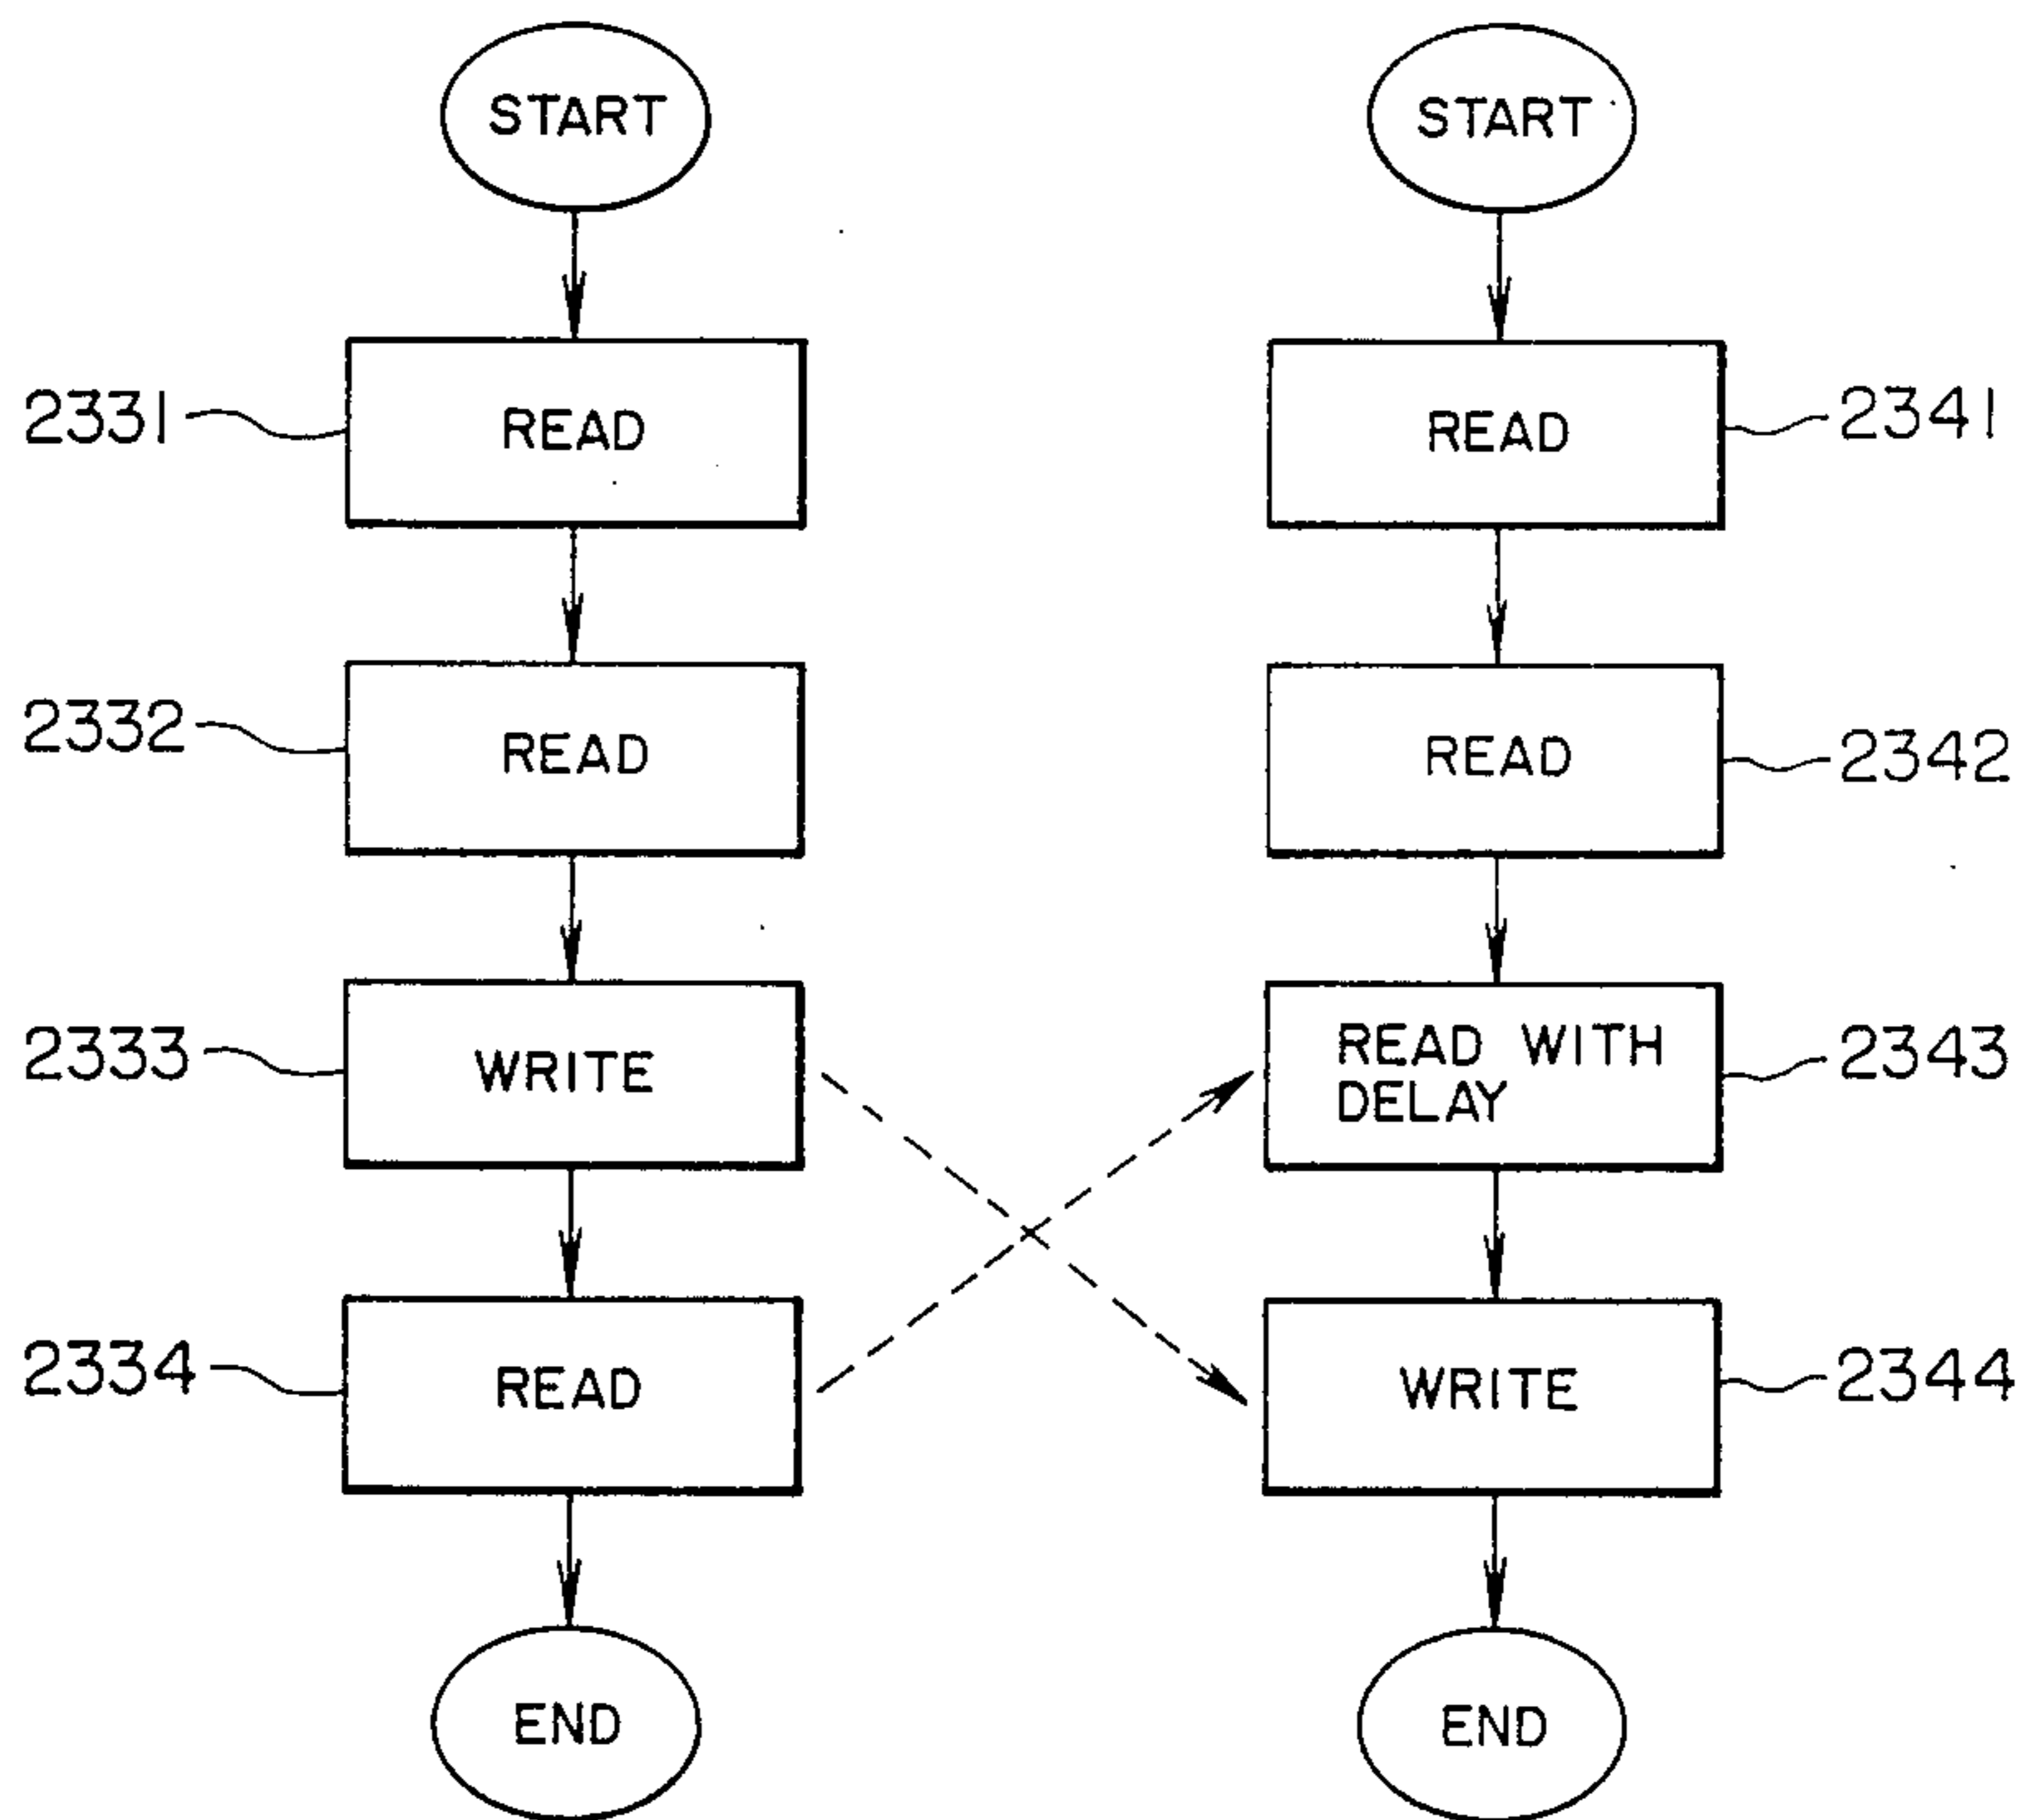 START
2331
READ
2332
READ
2333
WRITE
2334
READ
END
START
READ
2341
READ
2342
READ WITH
DELAY
2343
WRITE
2344
END